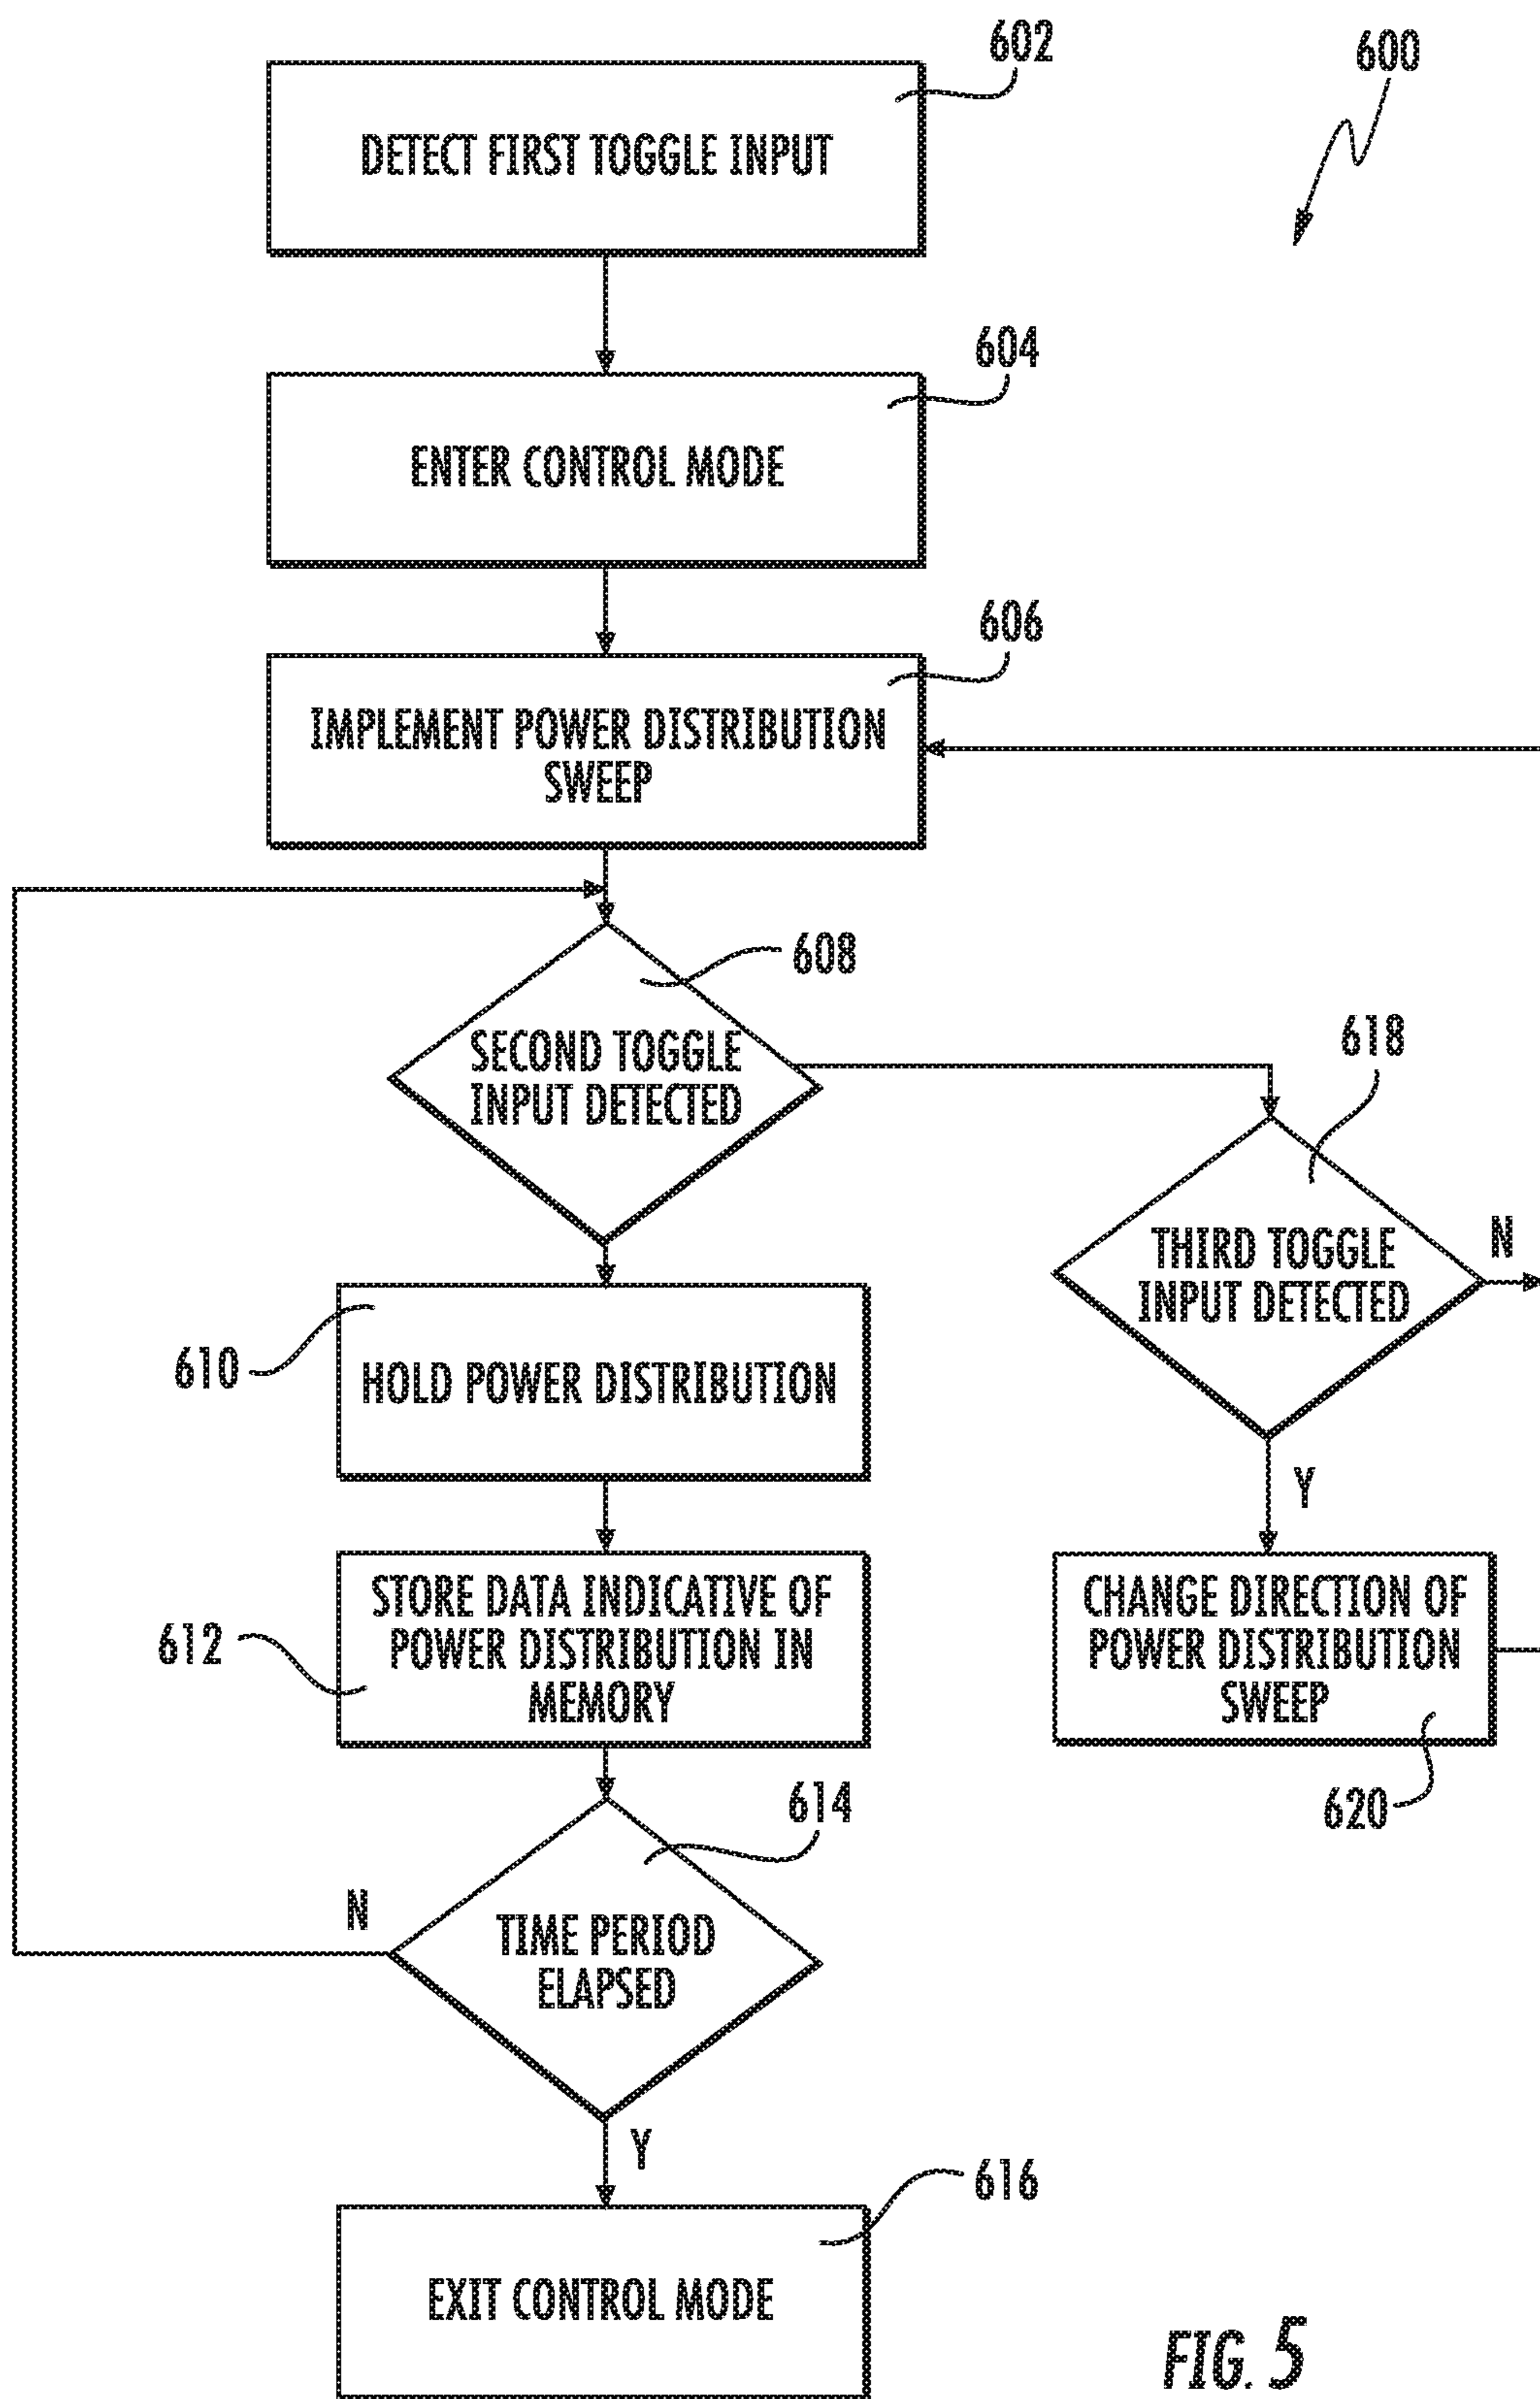 602
600
DETECT FIRST TOGGLE INPUT
604
ENTER CONTROL MODE
606
IMPLEMENT POWER DISTRIBUTION
SWEEP
608
SECOND TOGGLE
INPUT DETECTED
618
THIRD TOGGLE
INPUT DETECTED
N
610
HOLD POWER DISTRIBUTION
Y
612
STORE DATA INDICATIVE OF
POWER DISTRIBUTION IN
MEMORY
CHANGE DIRECTION OF
POWER DISTRIBUTION
SWEEP
620
614
N
TIME PERIOD
ELAPSED
Y
616
EXIT CONTROL MODE
FIG. 5